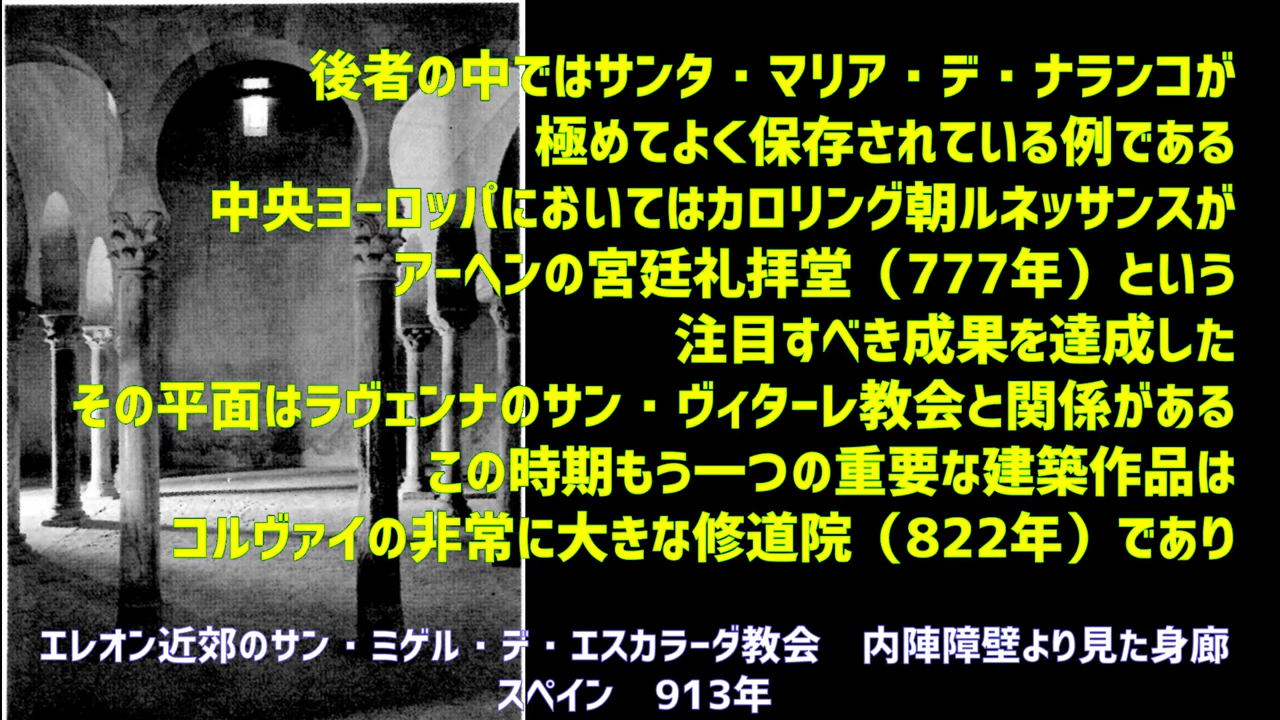 後者の中ではサンタ・マリア・デ・ナランコが
極めてよく保存されている例である
中央ヨーロッパにおいてはカロリング朝ルネッサンスが
アーヘンの宮廷礼拝堂（777年）という
注目すべき成果を達成した
その平面はラヴェンナのサン・ヴィターレ教会と関係がある
この時期もう一つの重要な建築作品は
コルヴァイの非常に大きな修道院（822年）であり
エレオン近郊のサン・ミゲル・デ・エスカラーダ教会　内陣障壁より見た身廊
スペイン　913年